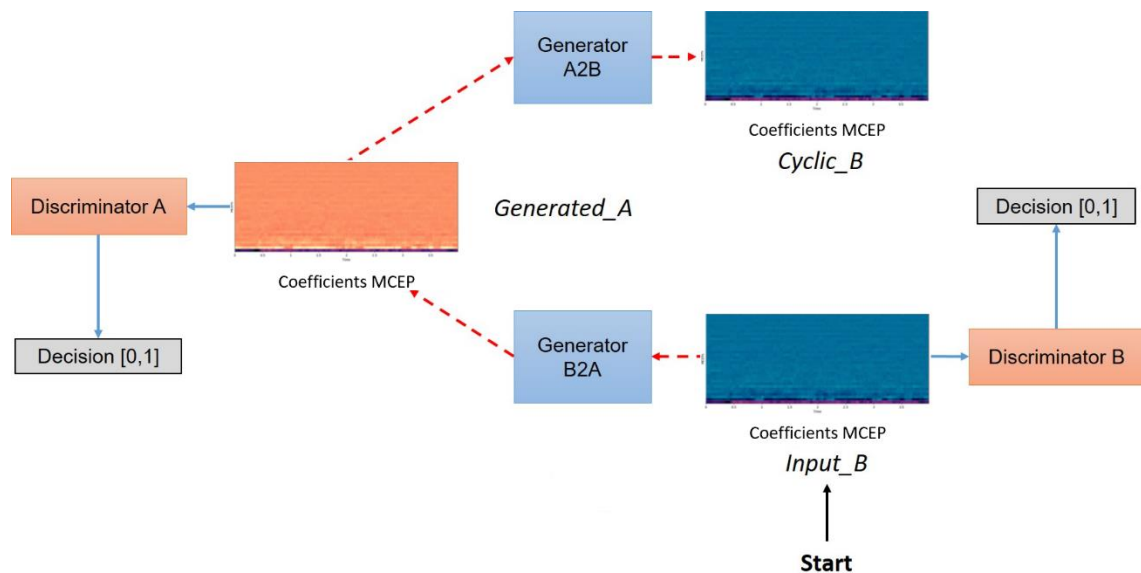 Generator
A2B
Coefficients MCEP
Cyclic_B
Discriminator A
Generated_A
Decision [0,1]
Coefficients MCEP
Decision [0,1]
Generator
B2A
Discriminator B
Coefficients MCEP
Input_B
Start